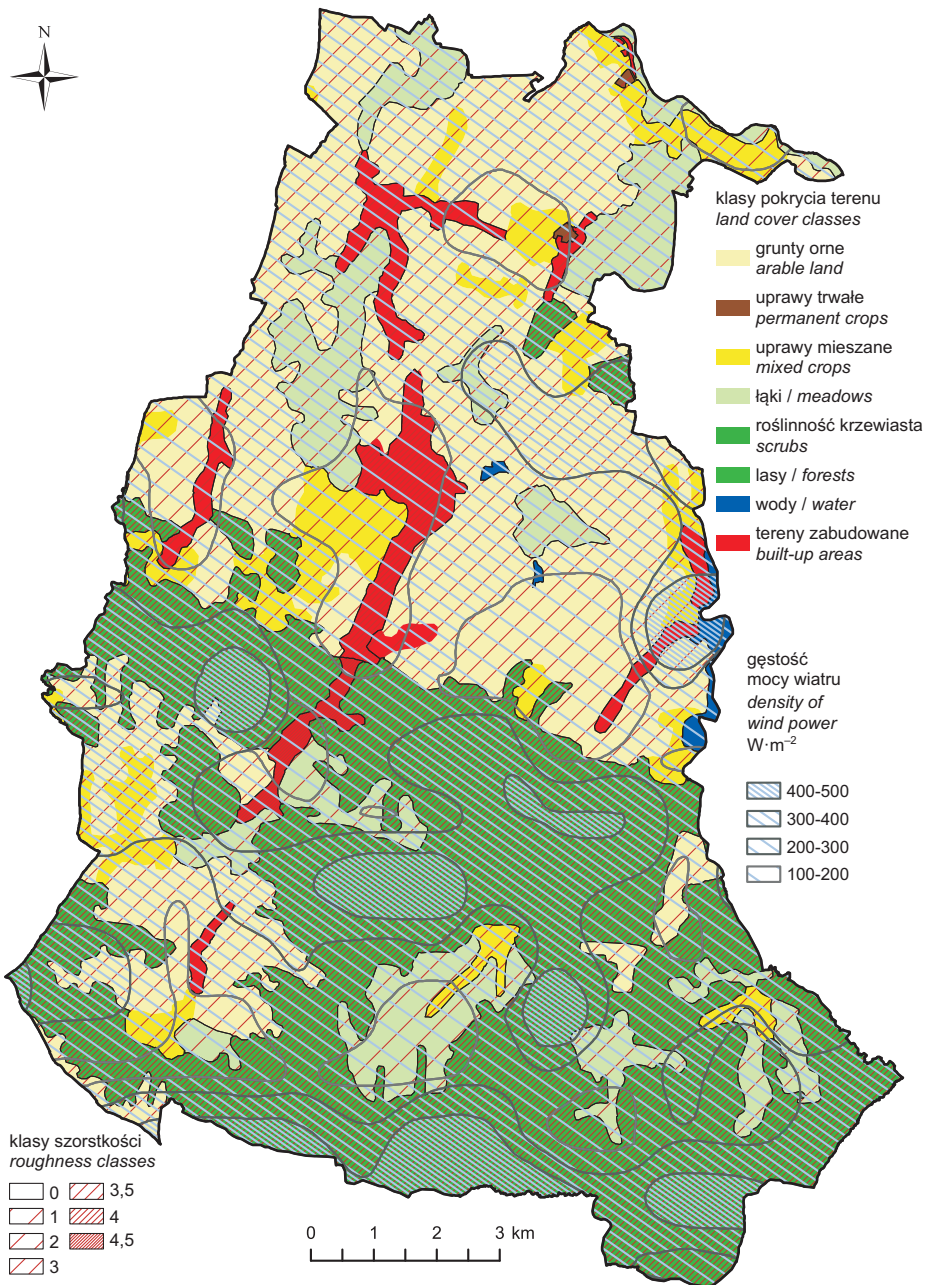 N
klasy pokrycia terenu
land cover classes
grunty orne
arable land
uprawy trwałe
permanent crops
uprawy mieszane
mixed crops
łąki / meadows
roślinność krzewiasta
scrubs
lasy / forests
wody / water
tereny zabudowane
built-up areas
gęstość
mocy wiatru
density of
wind power
W·m⁻²
400-500
300-400
200-300
100-200
klasy szorstkości
roughness classes
0 3,5
1 4
2 4,5
3
0 1 2 3 km